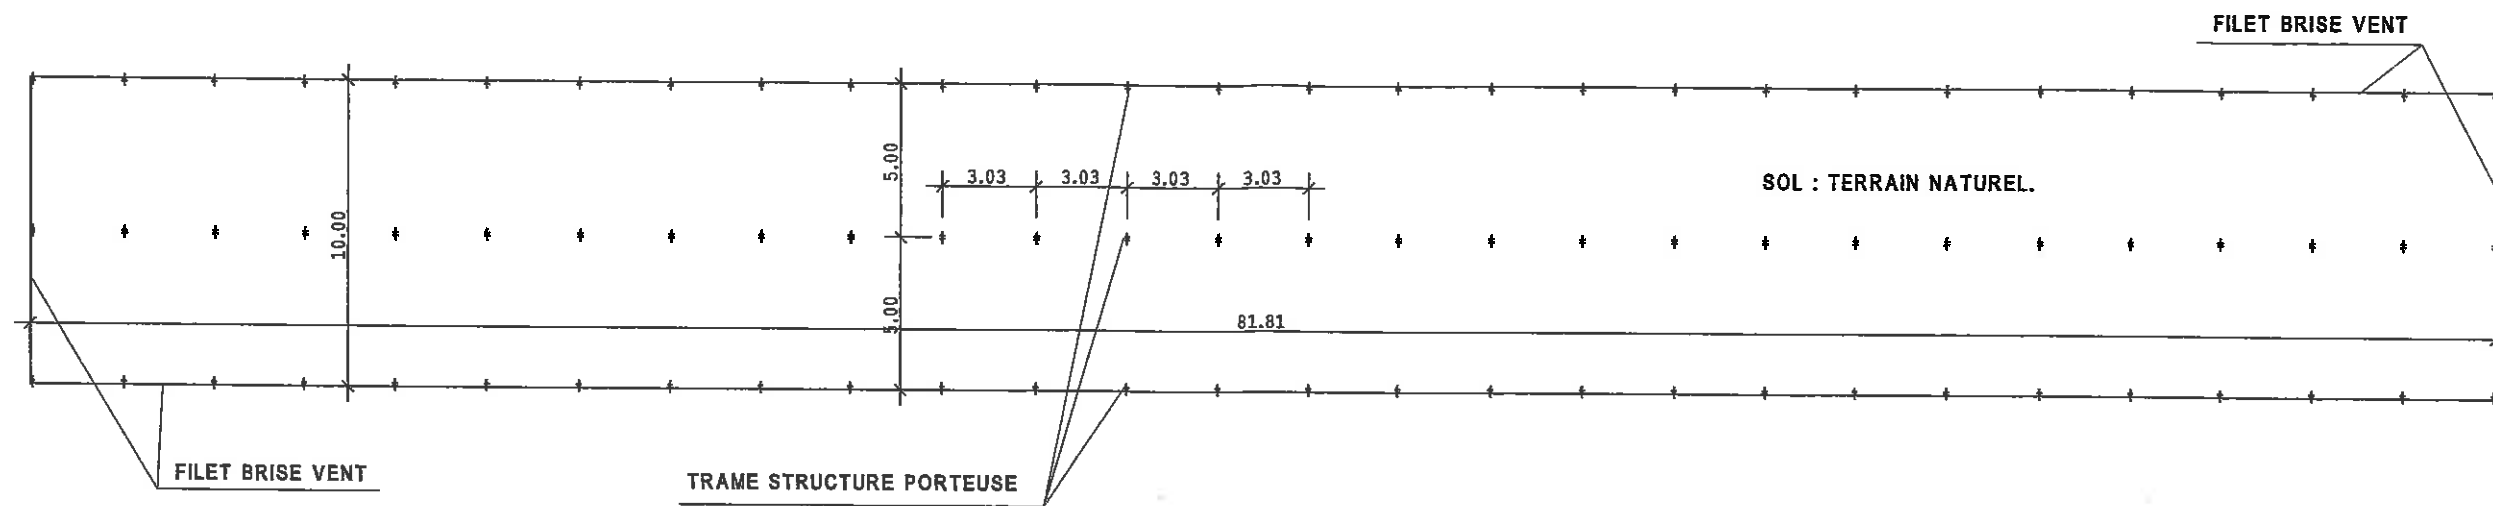 FILET BRISE VENT
5.00
3.03 3.03 3.03 3.03
SOL : TERRAIN NATUREL.
10.00
5.00
81.81
FILET BRISE VENT
TRAME STRUCTURE PORTEUSE